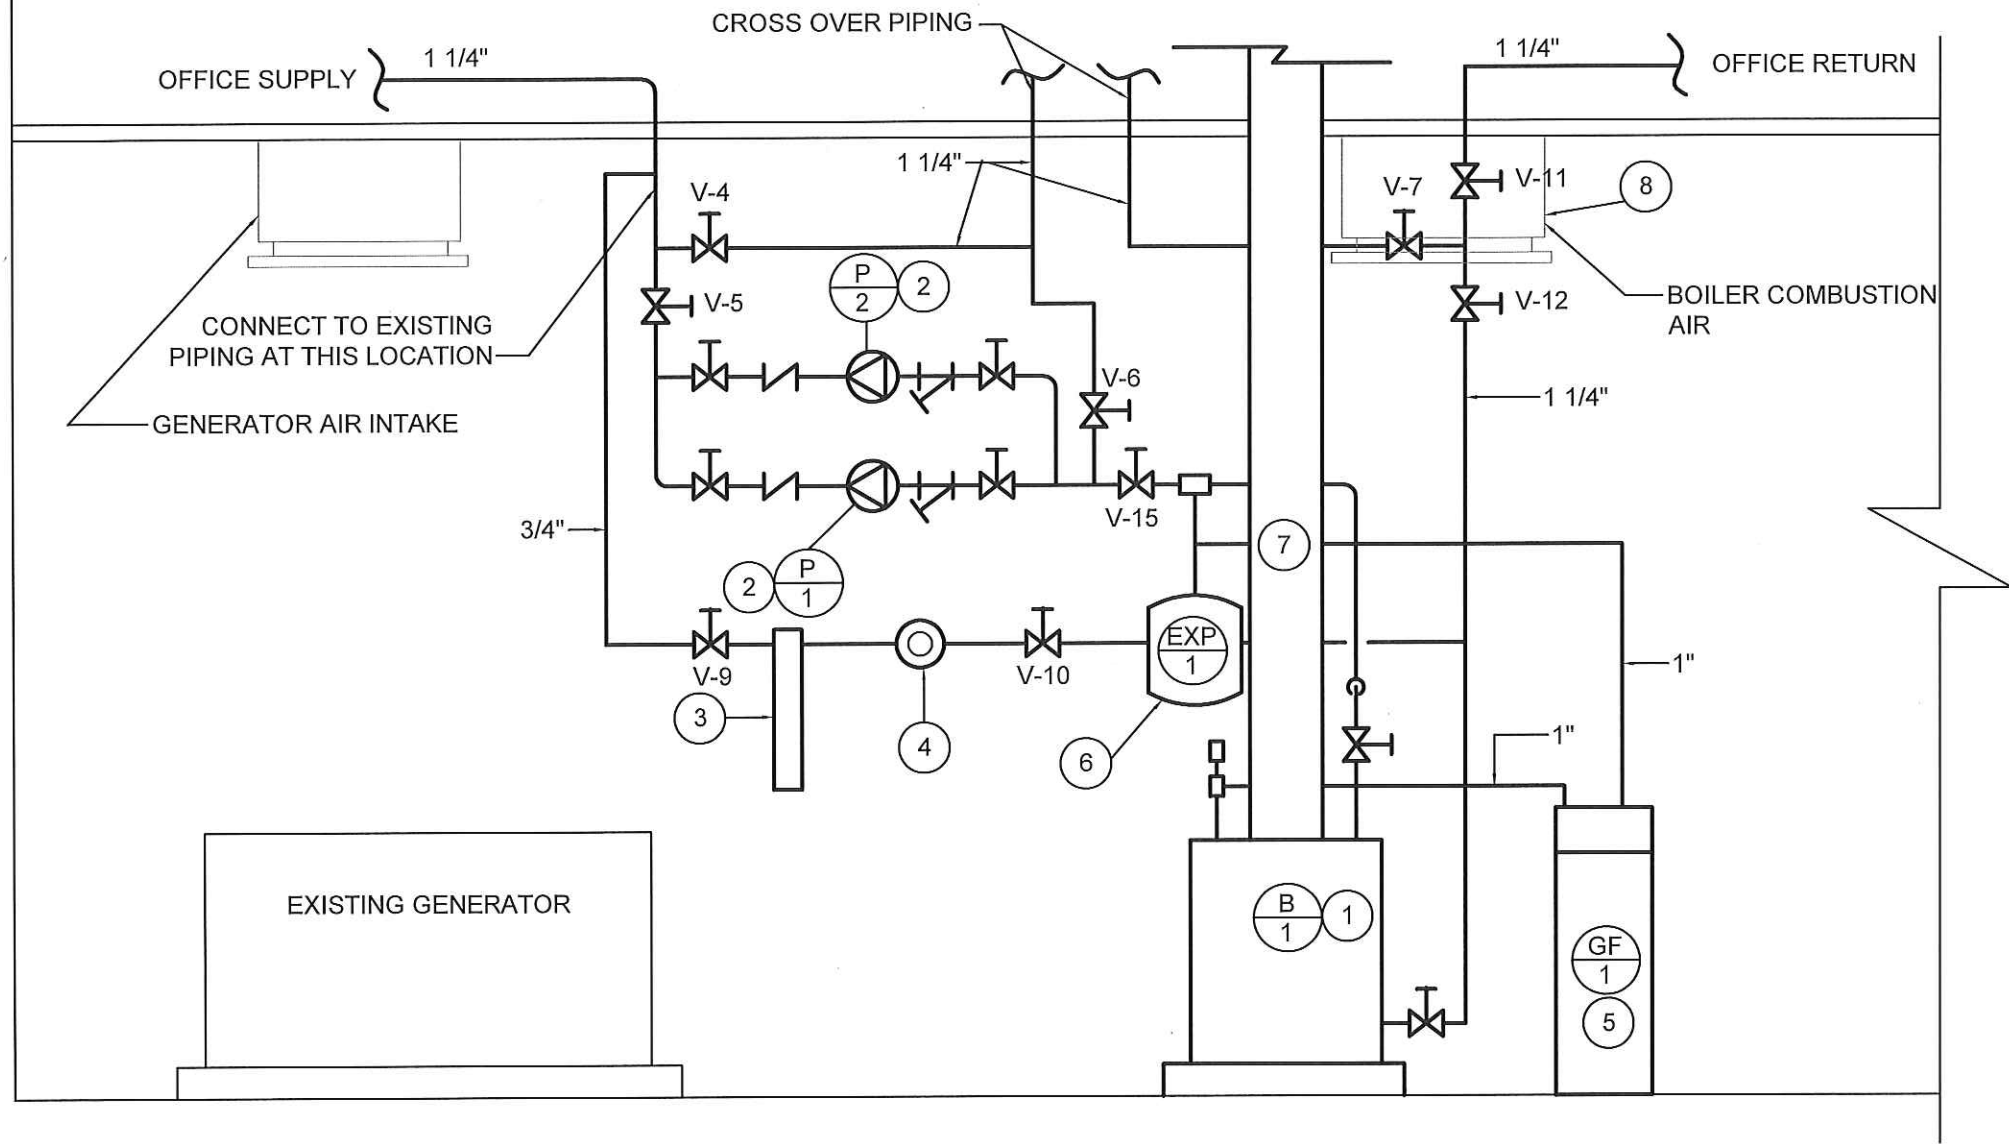 CROSS OVER PIPING
OFFICE SUPPLY
1 1/4"
1 1/4"
OFFICE RETURN
1 1/4"
V-4
V-7
V-11
8
P
2
2
V-5
V-12
BOILER COMBUSTION
AIR
CONNECT TO EXISTING
PIPING AT THIS LOCATION
GENERATOR AIR INTAKE
V-6
1 1/4"
V-15
3/4"
7
2
P
1
EXP
1
V-9
V-10
1"
3
4
6
1"
EXISTING GENERATOR
B
1
1
GF
1
5